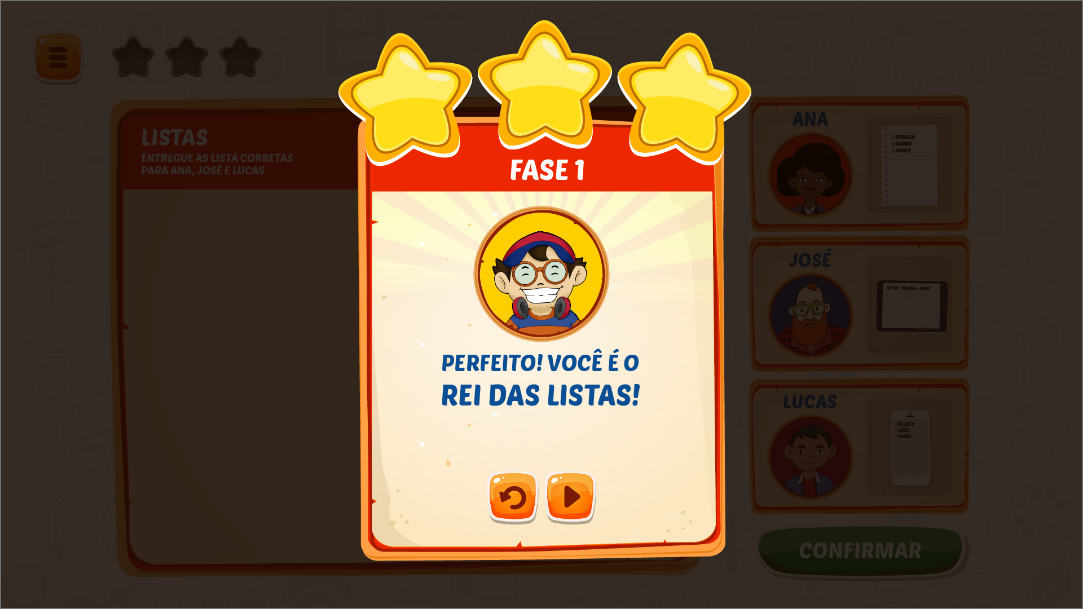 FASE 1
PERFEITO! VOCÊ É O
REI DAS LISTAS!
LISTAS
ENTREGUE AS LISTA CORRETAS
PARA ANA, JOSÉ E LUCAS
ANA
JOSÉ
LUCAS
CONFIRMAR